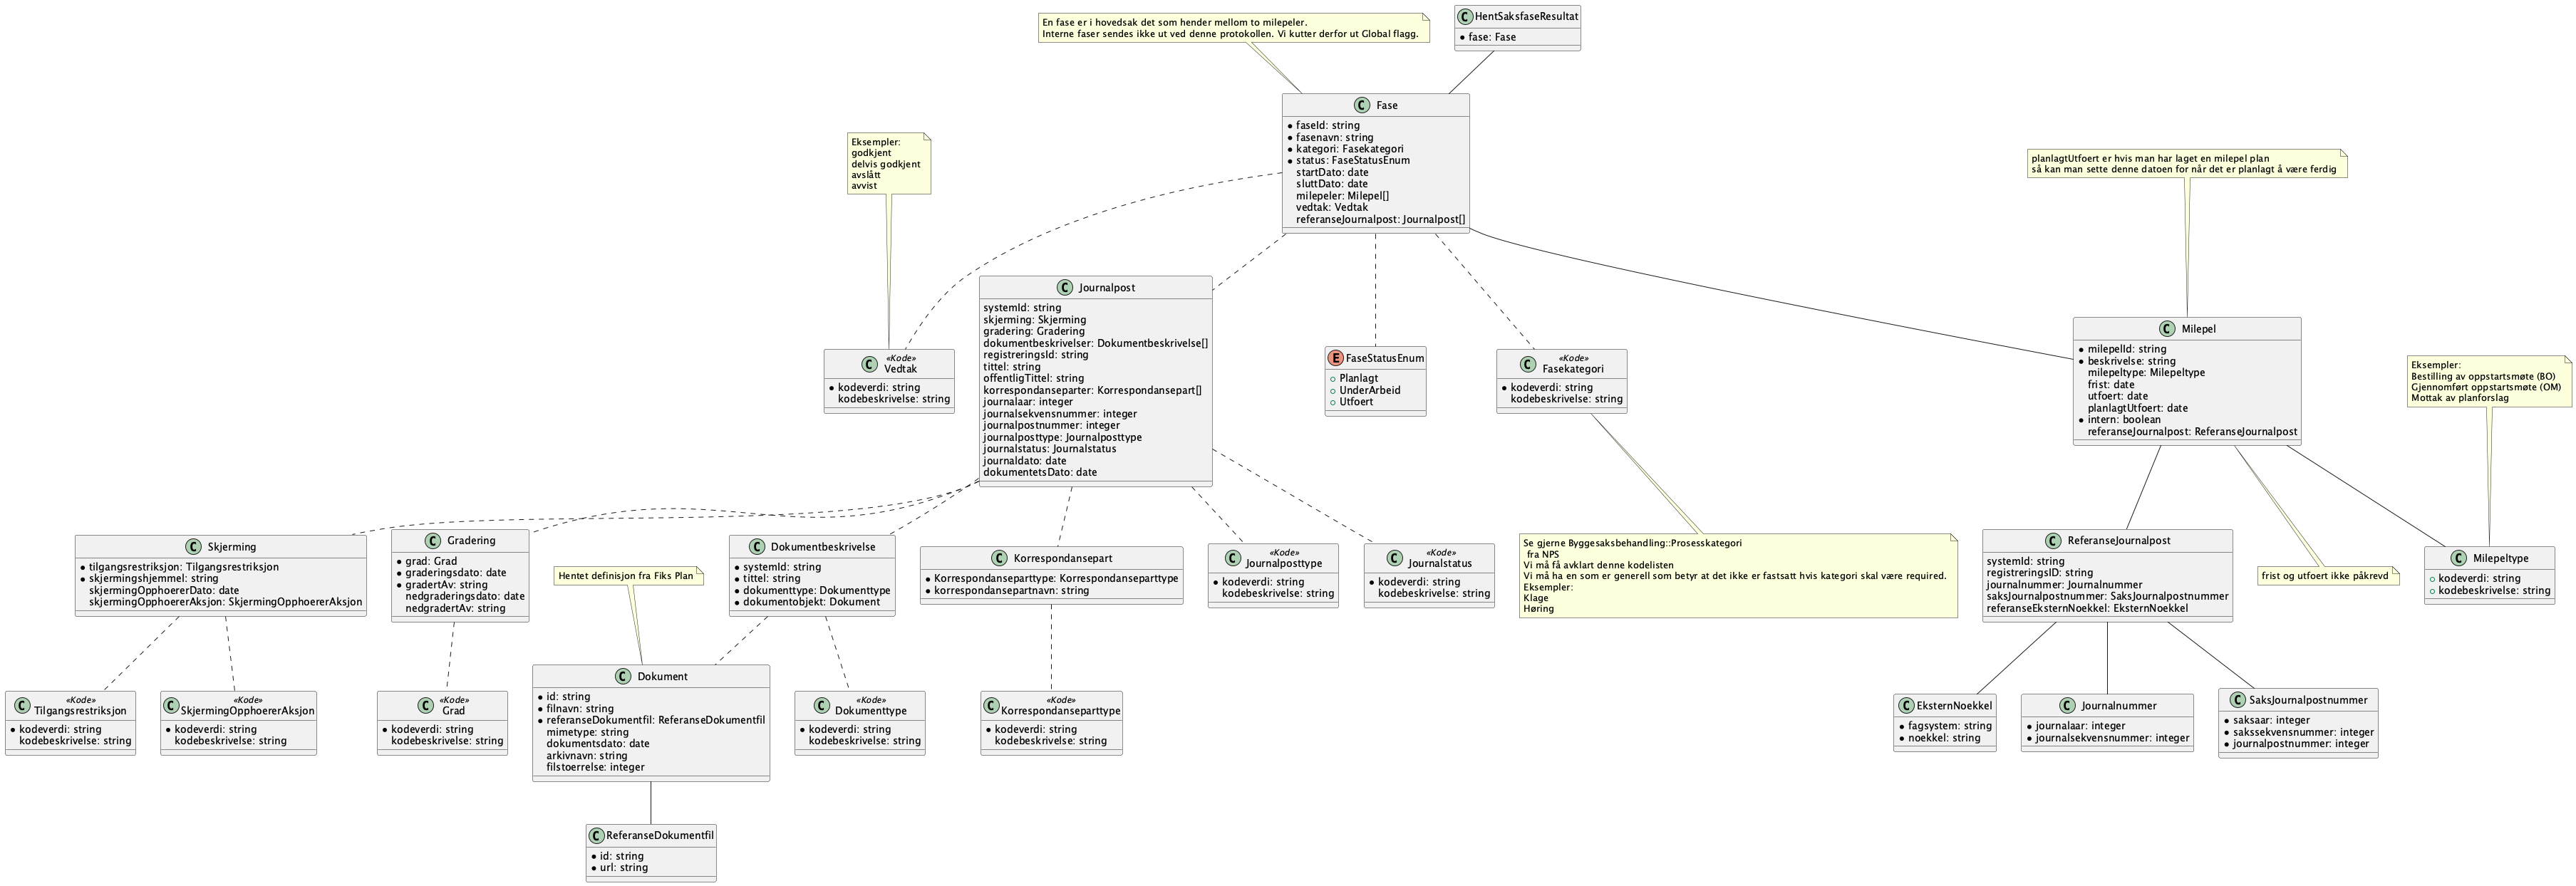 En fase er i hovedsak det som hender mellom to milepeler.
Interne faser sendes ikke ut ved denne protokollen. Vi kutter derfor ut Global flagg.
C HentSaksfaseResultat
fase: Fase
C Fase
faseId: string
fasenavn: string
kategori: Fasekategori
status: FaseStatusEnum
startDato: date
sluttDato: date
milepeler: Milepel[]
vedtak: Vedtak
referanseJournalpost: Journalpost[]
Eksempler:
godkjent
delvis godkjent
avslått
avvist
planlagtUtfoert er hvis man har laget en milepel plan
så kan man sette denne datoen for når det er planlagt å være ferdig
C Journalpost
systemId: string
skjerming: Skjerming
gradering: Gradering
dokumentbeskrivelser: Dokumentbeskrivelse[]
registreringsId: string
tittel: string
offentligTittel: string
korrespondanseparter: Korrespondansepart[]
journalaar: integer
journalsekvensnummer: integer
journalpostnummer: integer
journalposttype: Journalposttype
journalstatus: Journalstatus
journaldato: date
dokumentetsDato: date
«Kode»
C Vedtak
kodeverdi: string
kodebeskrivelse: string
E FaseStatusEnum
Planlagt
UnderArbeid
Utfoert
«Kode»
C Fasekategori
kodeverdi: string
kodebeskrivelse: string
C Milepel
milepelId: string
beskrivelse: string
milepeltype: Milepeltype
frist: date
utfoert: date
planlagtUtfoert: date
intern: boolean
referanseJournalpost: ReferanseJournalpost
Eksempler:
Bestilling av oppstartsmøte (BO)
Gjennomført oppstartsmøte (OM)
Mottak av planforslag
C Skjerming
tilgangsrestriksjon: Tilgangsrestriksjon
skjermingshjemmel: string
skjermingOpphoererDato: date
skjermingOpphoererAksjon: SkjermingOpphoererAksjon
C Gradering
grad: Grad
graderingsdato: date
gradertAv: string
nedgraderingsdato: date
nedgradertAv: string
Hentet definisjon fra Fiks Plan
C Dokumentbeskrivelse
systemId: string
tittel: string
dokumenttype: Dokumenttype
dokumentobjekt: Dokument
C Korrespondansepart
Korrespondanseparttype: Korrespondanseparttype
korrespondansepartnavn: string
«Kode»
C Journalposttype
kodeverdi: string
kodebeskrivelse: string
«Kode»
C Journalstatus
kodeverdi: string
kodebeskrivelse: string
Se gjerne Byggesaksbehandling::Prosesskategori
fra NPS
Vi må få avklart denne kodelisten
Vi må ha en som er generell som betyr at det ikke er fastsatt hvis kategori skal være required.
Eksempler:
Klage
Høring
C ReferanseJournalpost
systemId: string
registreringsID: string
journalnummer: Journalnummer
saksJournalpostnummer: SaksJournalpostnummer
referanseEksternNoekkel: EksternNoekkel
frist og utfoert ikke påkrevd
C Milepeltype
kodeverdi: string
kodebeskrivelse: string
«Kode»
C Tilgangsrestriksjon
kodeverdi: string
kodebeskrivelse: string
«Kode»
C SkjermingOpphoererAksjon
kodeverdi: string
kodebeskrivelse: string
«Kode»
C Grad
kodeverdi: string
kodebeskrivelse: string
C Dokument
id: string
filnavn: string
referanseDokumentfil: ReferanseDokumentfil
mimetype: string
dokumentsdato: date
arkivnavn: string
filstoerrelse: integer
«Kode»
C Dokumenttype
kodeverdi: string
kodebeskrivelse: string
«Kode»
C Korrespondanseparttype
kodeverdi: string
kodebeskrivelse: string
C EksternNoekkel
fagsystem: string
noekkel: string
C Journalnummer
journalaar: integer
journalsekvensnummer: integer
C SaksJournalpostnummer
saksaar: integer
sakssekvensnummer: integer
journalpostnummer: integer
C ReferanseDokumentfil
id: string
url: string